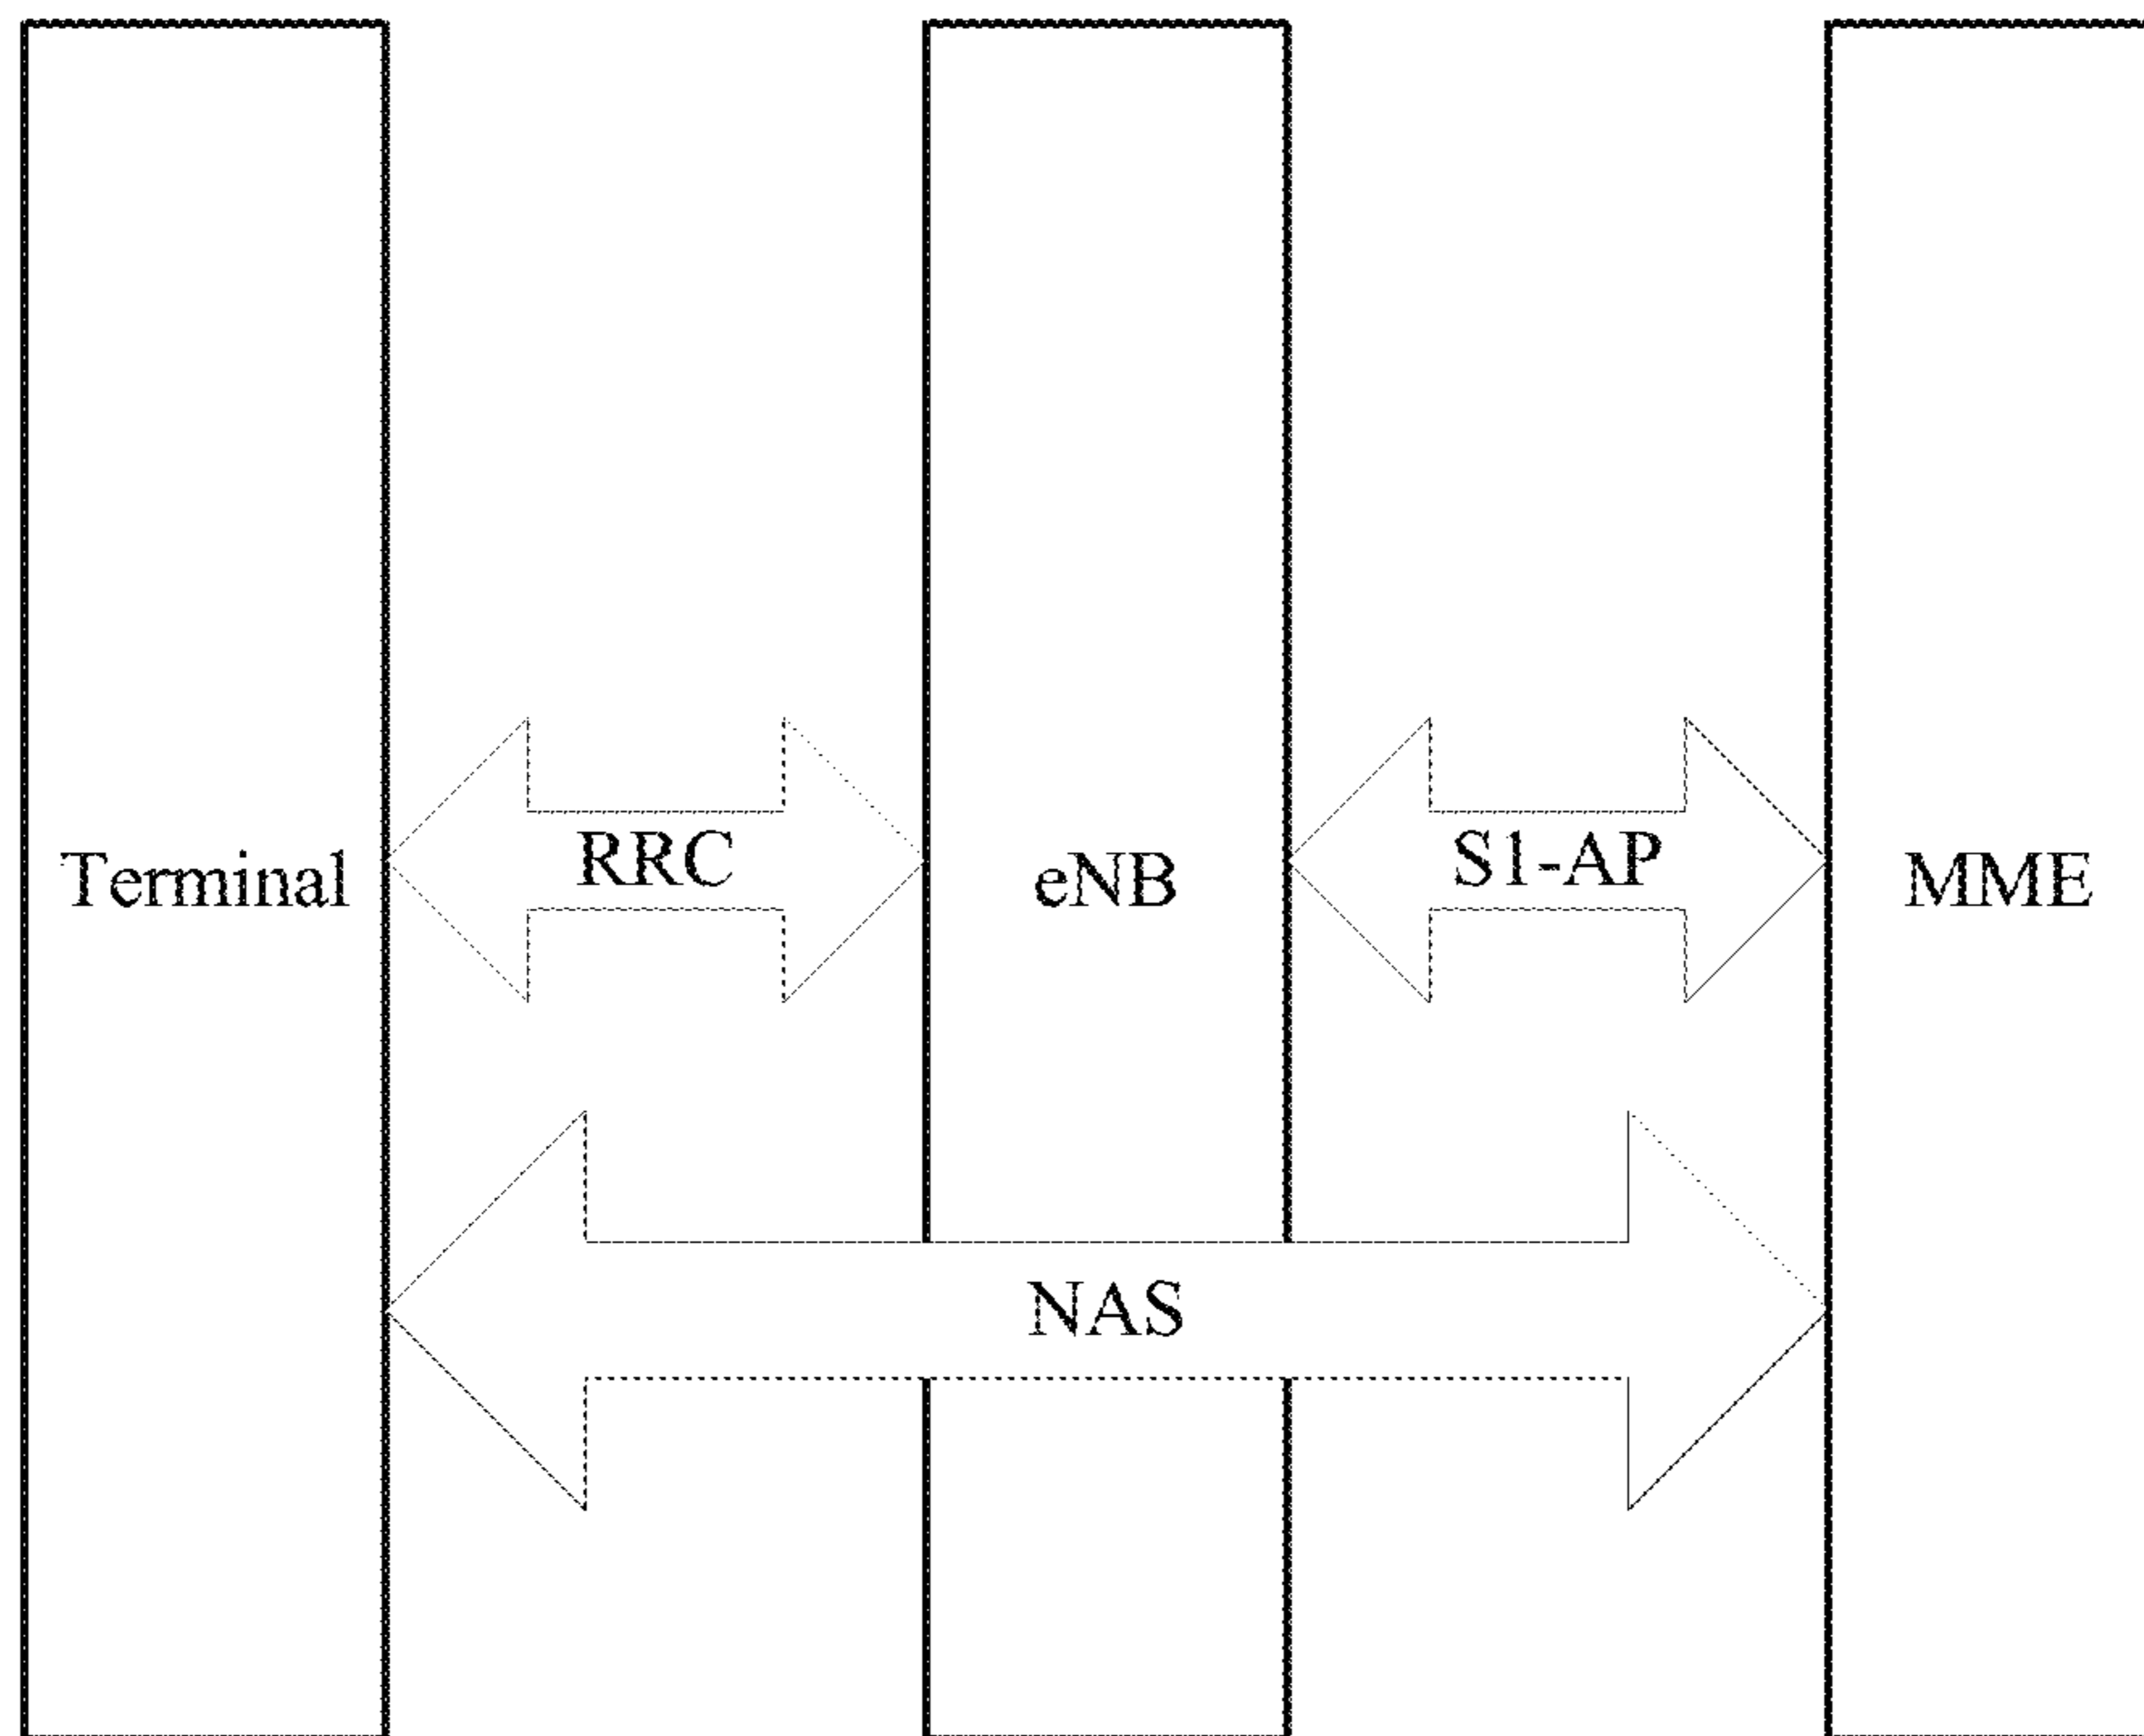 RRC
S1-AP
Terminal
eNB
MME
NAS